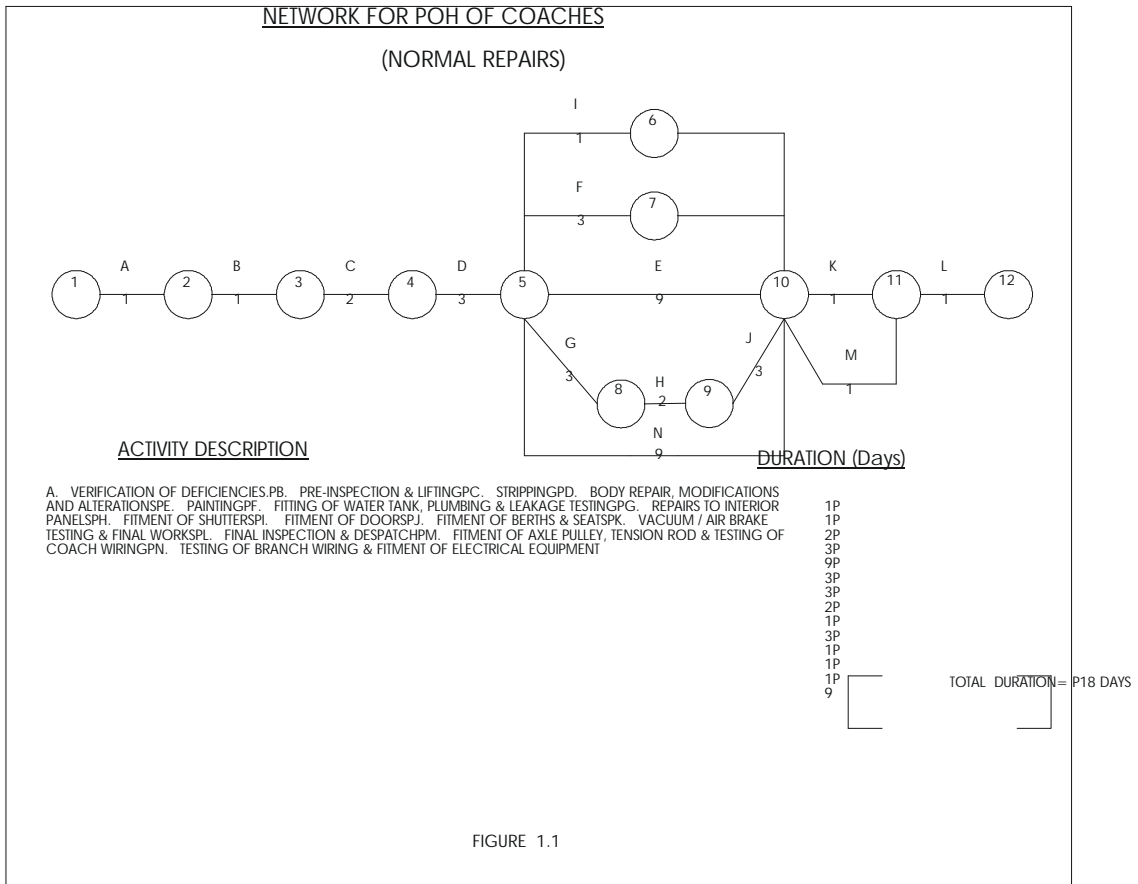 NETWORK FOR POH OF COACHES
(NORMAL REPAIRS)
I
6
1
F
7
3
A
B
C
D
E
K
L
1
2
3
4
5
10
11
12
1
1
2
3
9
1
1
G
J
M
3
3
1
H
8
9
2
N
9
ACTIVITY DESCRIPTION
DURATION (Days)
A. VERIFICATION OF DEFICIENCIES.PB. PRE-INSPECTION & LIFTINGPC. STRIPPINGPD. BODY REPAIR, MODIFICATIONS
AND ALTERATIONSPE. PAINTINGPF. FITTING OF WATER TANK, PLUMBING & LEAKAGE TESTINGPG. REPAIRS TO INTERIOR
PANELSPH. FITMENT OF SHUTTERSPI. FITMENT OF DOORSPJ. FITMENT OF BERTHS & SEATSPK. VACUUM / AIR BRAKE
TESTING & FINAL WORKSPL. FINAL INSPECTION & DESPATCHPM. FITMENT OF AXLE PULLEY, TENSION ROD & TESTING OF
COACH WIRINGPN. TESTING OF BRANCH WIRING & FITMENT OF ELECTRICAL EQUIPMENT
1P
1P
2P
3P
9P
3P
3P
2P
1P
3P
1P
1P
1P
9
TOTAL DURATION= P18 DAYS
FIGURE 1.1